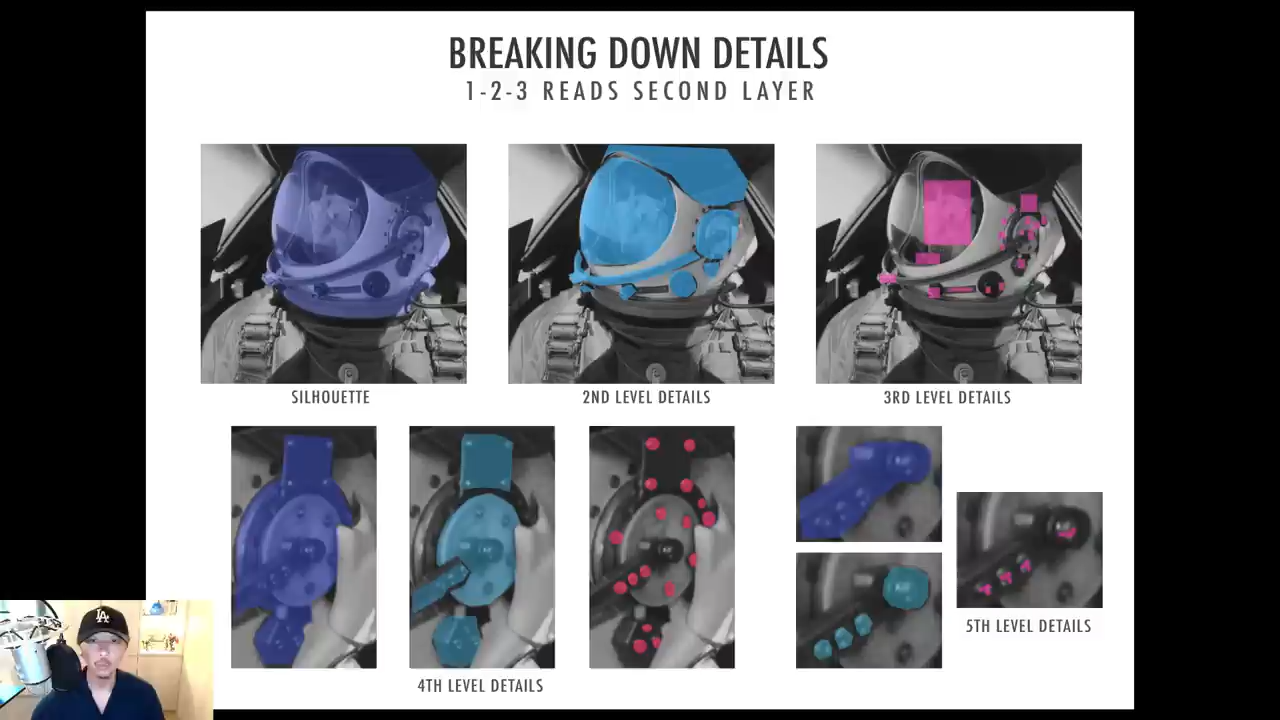 BREAKING DOWN DETAILS
1-2-3 READS SECOND LAYER
SILHOUETTE
2ND LEVEL DETAILS
3RD LEVEL DETAILS
4TH LEVEL DETAILS
5TH LEVEL DETAILS
LA